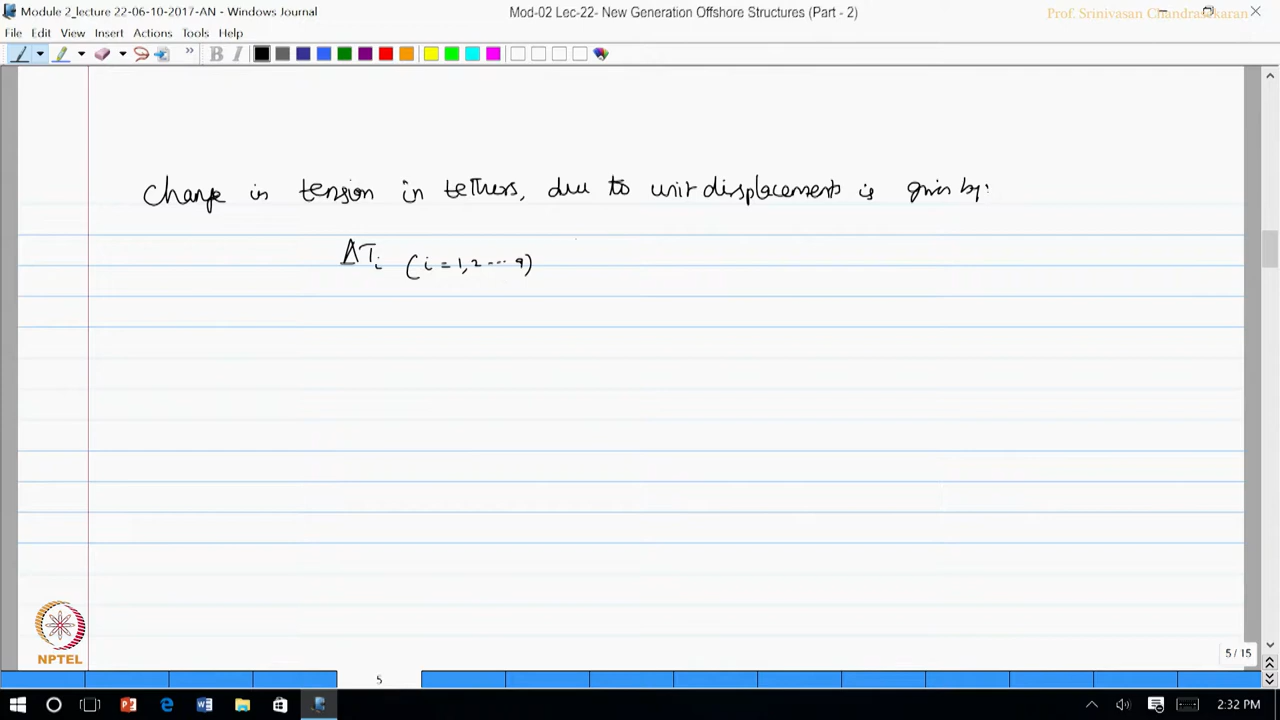 Module 2_lecture 22-06-10-2017-AN - Windows Journal
Mod-02 Lec-22- New Generation Offshore Structures (Part - 2)
Prof. Srinivasan Chandrasekaran
File Edit View Insert Actions Tools Help
B I
change in tension in tethers, due to unit displacements is given by:
ΔTi (i = 1, 2 ... 9)
NPTEL
5 / 15
5
2:32 PM